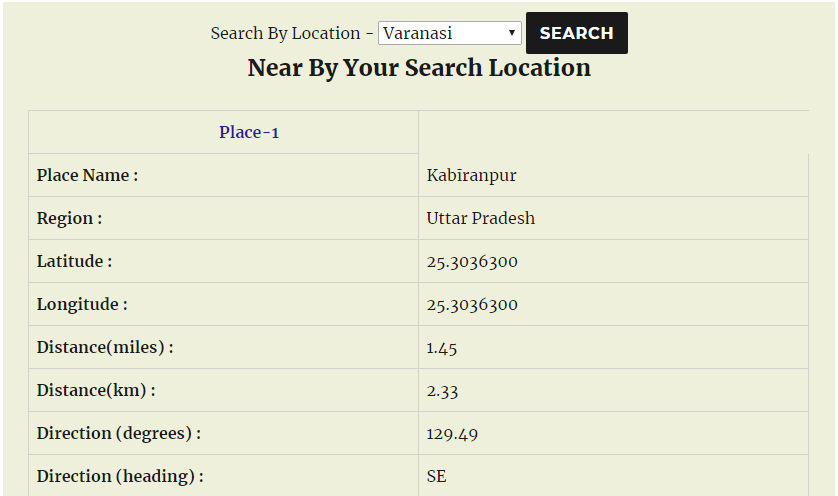 Search By Location - Varanasi SEARCH
Near By Your Search Location
Place-1
Place Name : Kabīranpur
Region : Uttar Pradesh
Latitude : 25.3036300
Longitude : 25.3036300
Distance(miles) : 1.45
Distance(km) : 2.33
Direction (degrees) : 129.49
Direction (heading) : SE